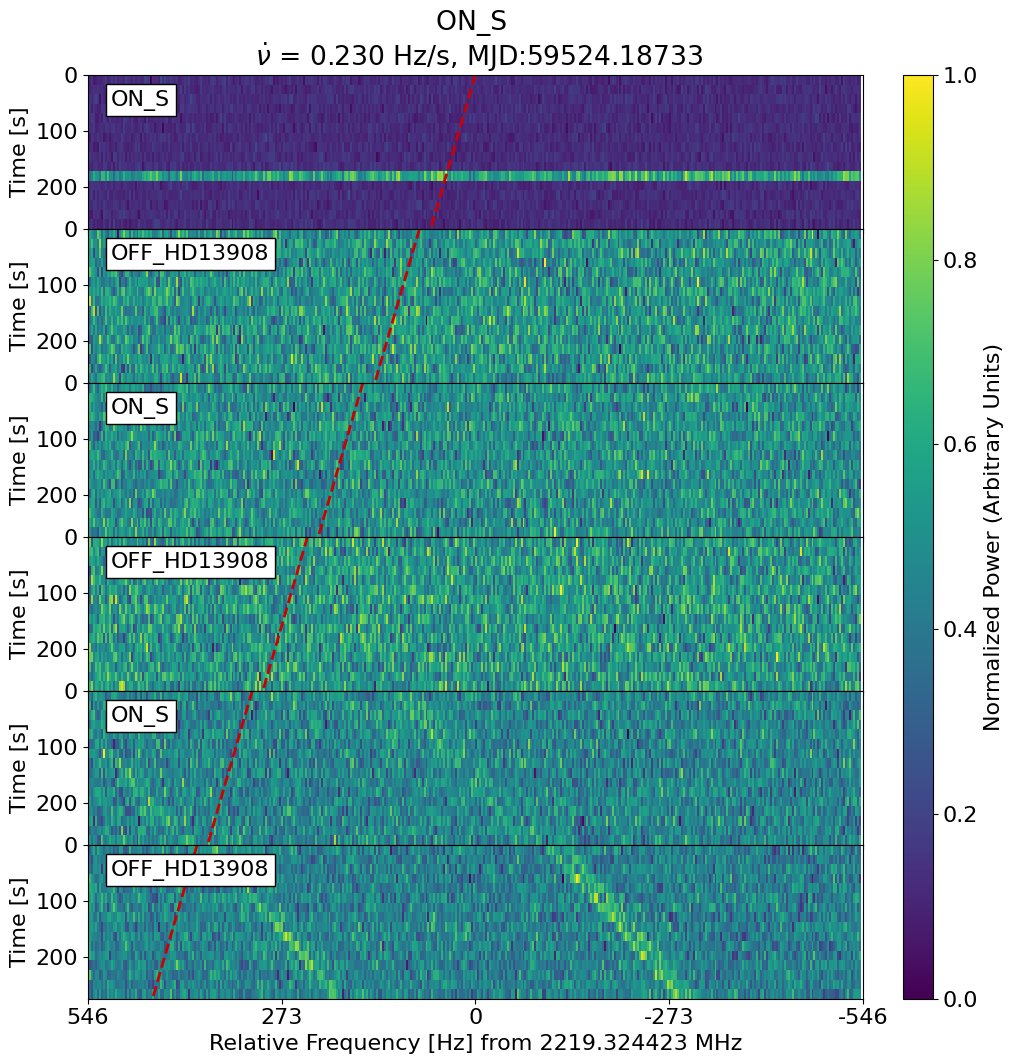 ON_S
ν̇ = 0.230 Hz/s, MJD:59524.18733
0
100
200
Time [s]
ON_S
0
100
200
Time [s]
OFF_HD13908
0
100
200
Time [s]
ON_S
0
100
200
Time [s]
OFF_HD13908
0
100
200
Time [s]
ON_S
0
100
200
Time [s]
OFF_HD13908
546 273 0 -273 -546
Relative Frequency [Hz] from 2219.324423 MHz
1.0
0.8
0.6
0.4
0.2
0.0
Normalized Power (Arbitrary Units)